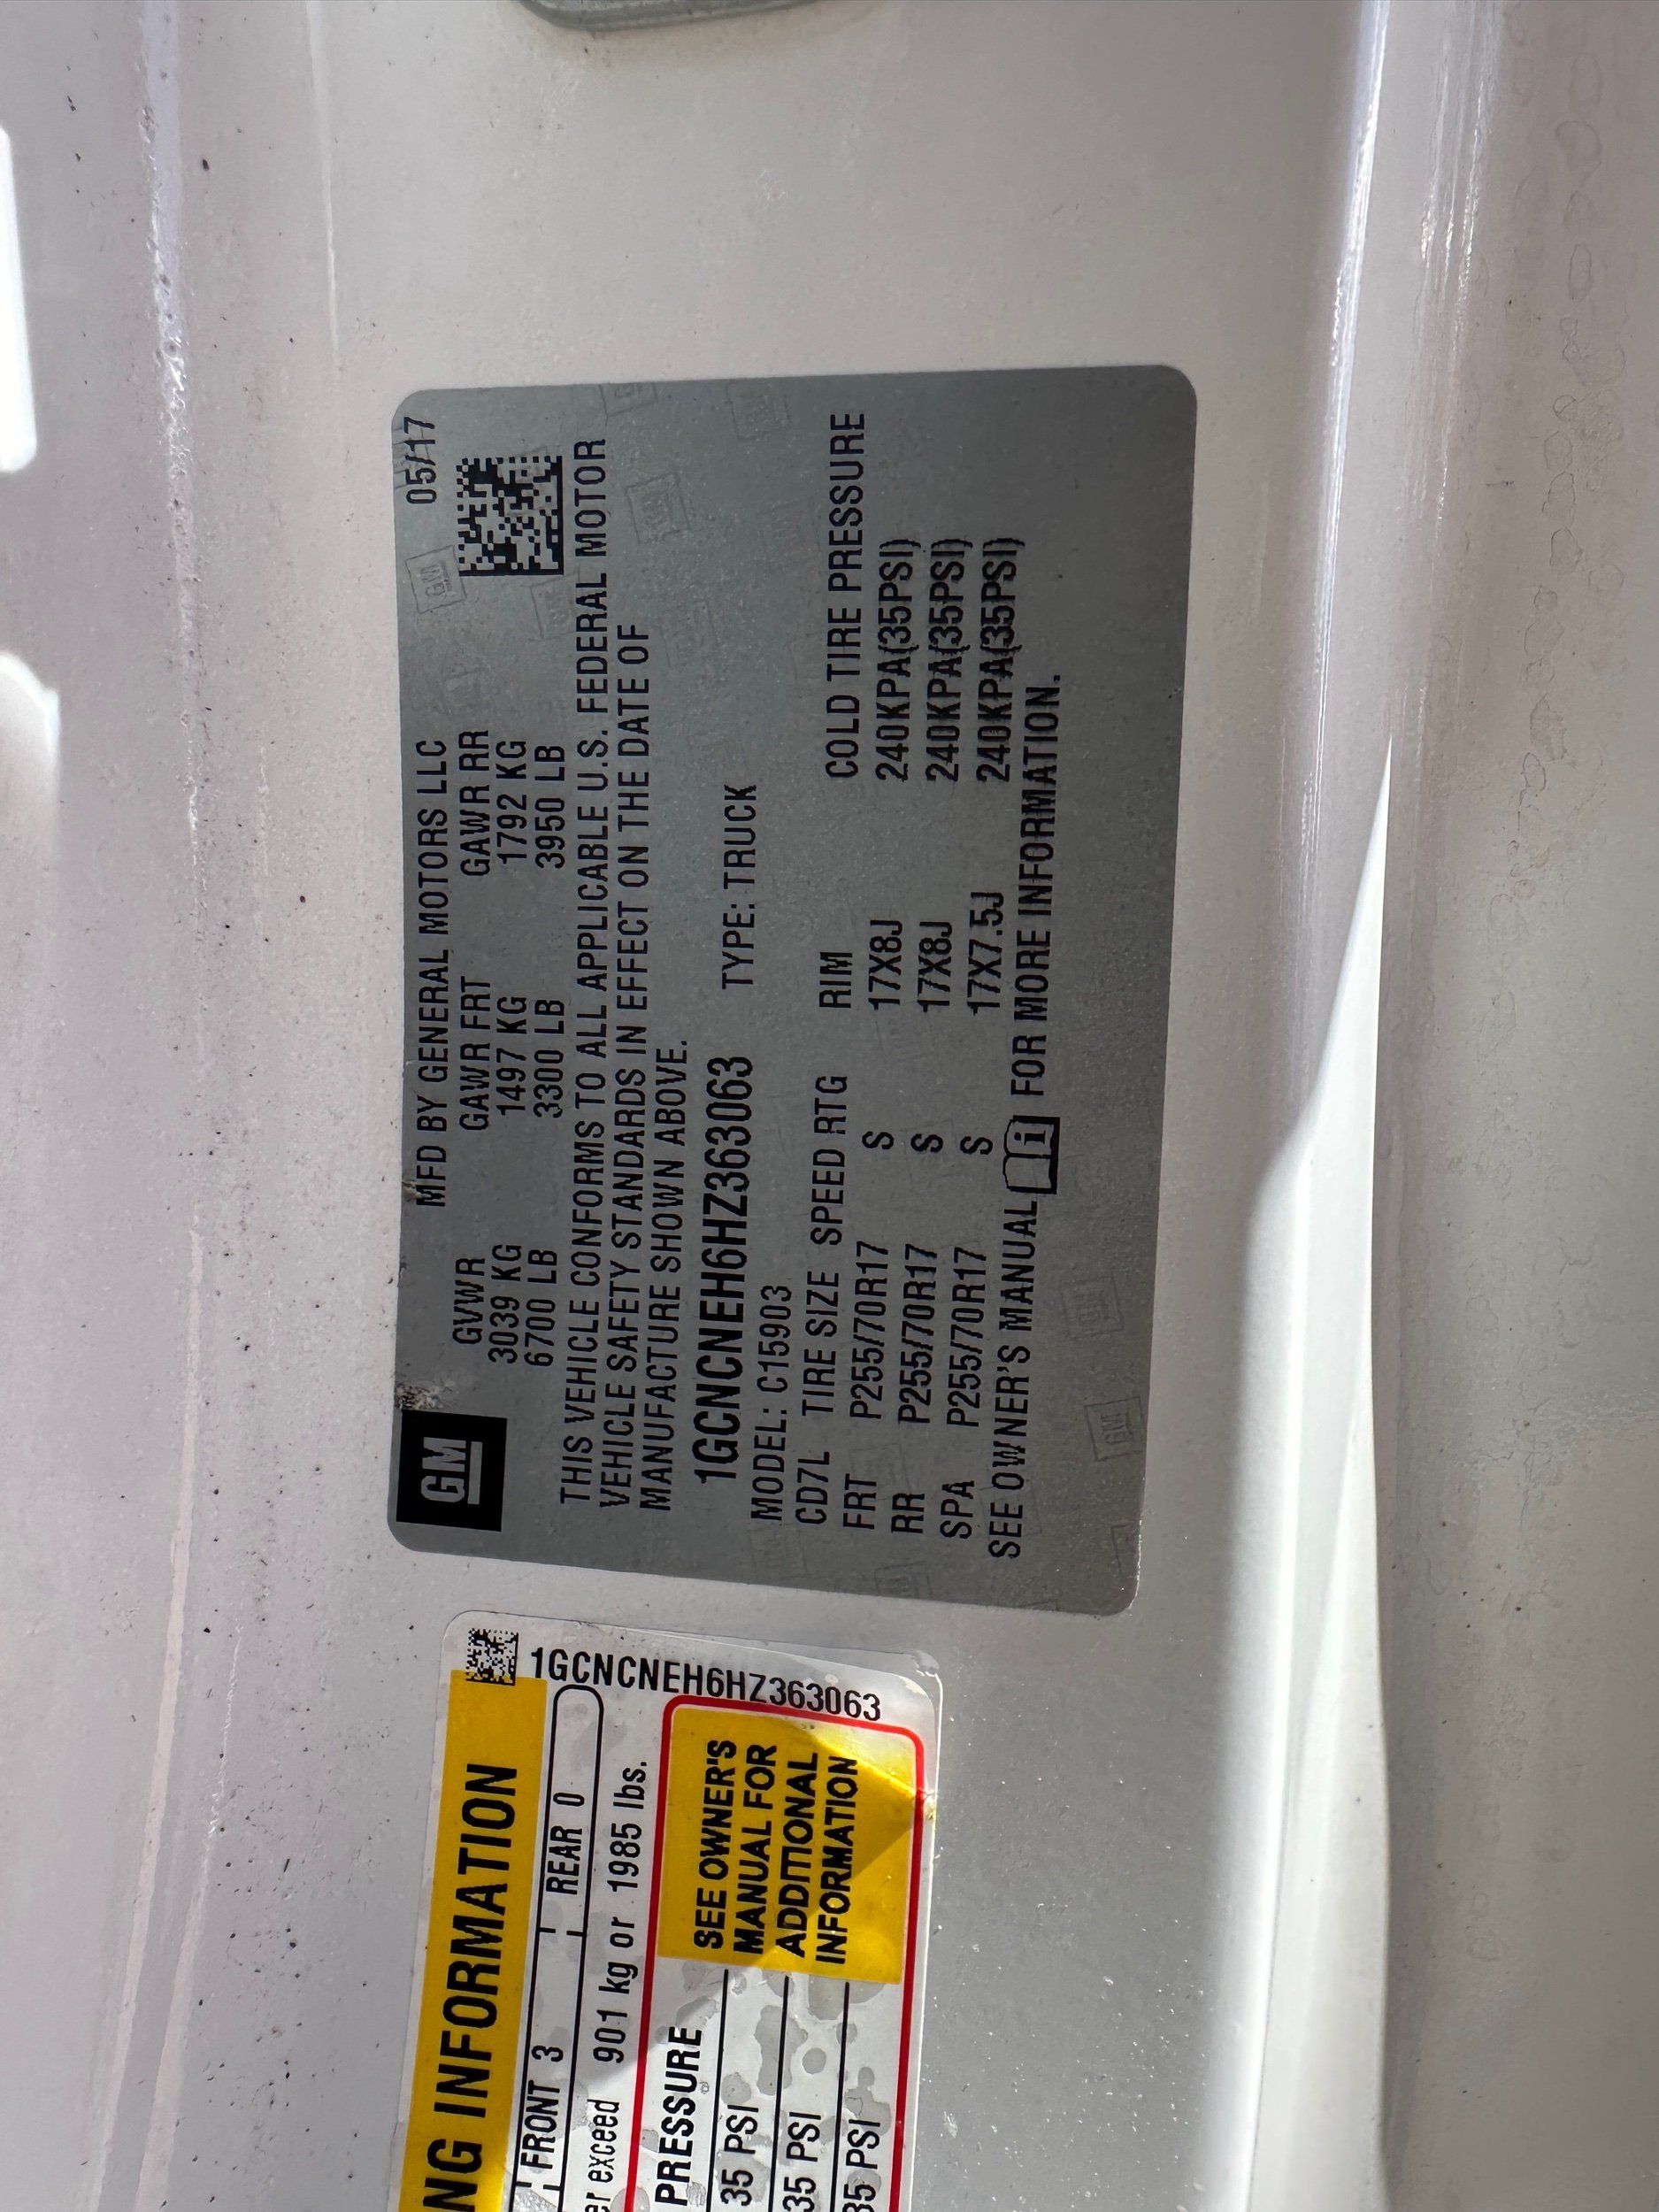 GM
MFD BY GENERAL MOTORS LLC 05/17
GVWR GAWR FRT GAWR RR
3039 KG 1497 KG 1792 KG
6700 LB 3300 LB 3950 LB
THIS VEHICLE CONFORMS TO ALL APPLICABLE U.S. FEDERAL MOTOR
VEHICLE SAFETY STANDARDS IN EFFECT ON THE DATE OF
MANUFACTURE SHOWN ABOVE.
1GCNCNEH6HZ363063 TYPE: TRUCK
MODEL: C15903
CD7L TIRE SIZE SPEED RTG RIM COLD TIRE PRESSURE
FRT P255/70R17 S 17X8J 240KPA(35PSI)
RR P255/70R17 S 17X8J 240KPA(35PSI)
SPA P255/70R17 S 17X7.5J 240KPA(35PSI)
SEE OWNER'S MANUAL i FOR MORE INFORMATION.
NG INFORMATION
FRONT 3 REAR 0
er exceed 901 kg or 1985 lbs.
PRESSURE
35 PSI
35 PSI
35 PSI
SEE OWNER'S
MANUAL FOR
ADDITIONAL
INFORMATION
1GCNCNEH6HZ363063